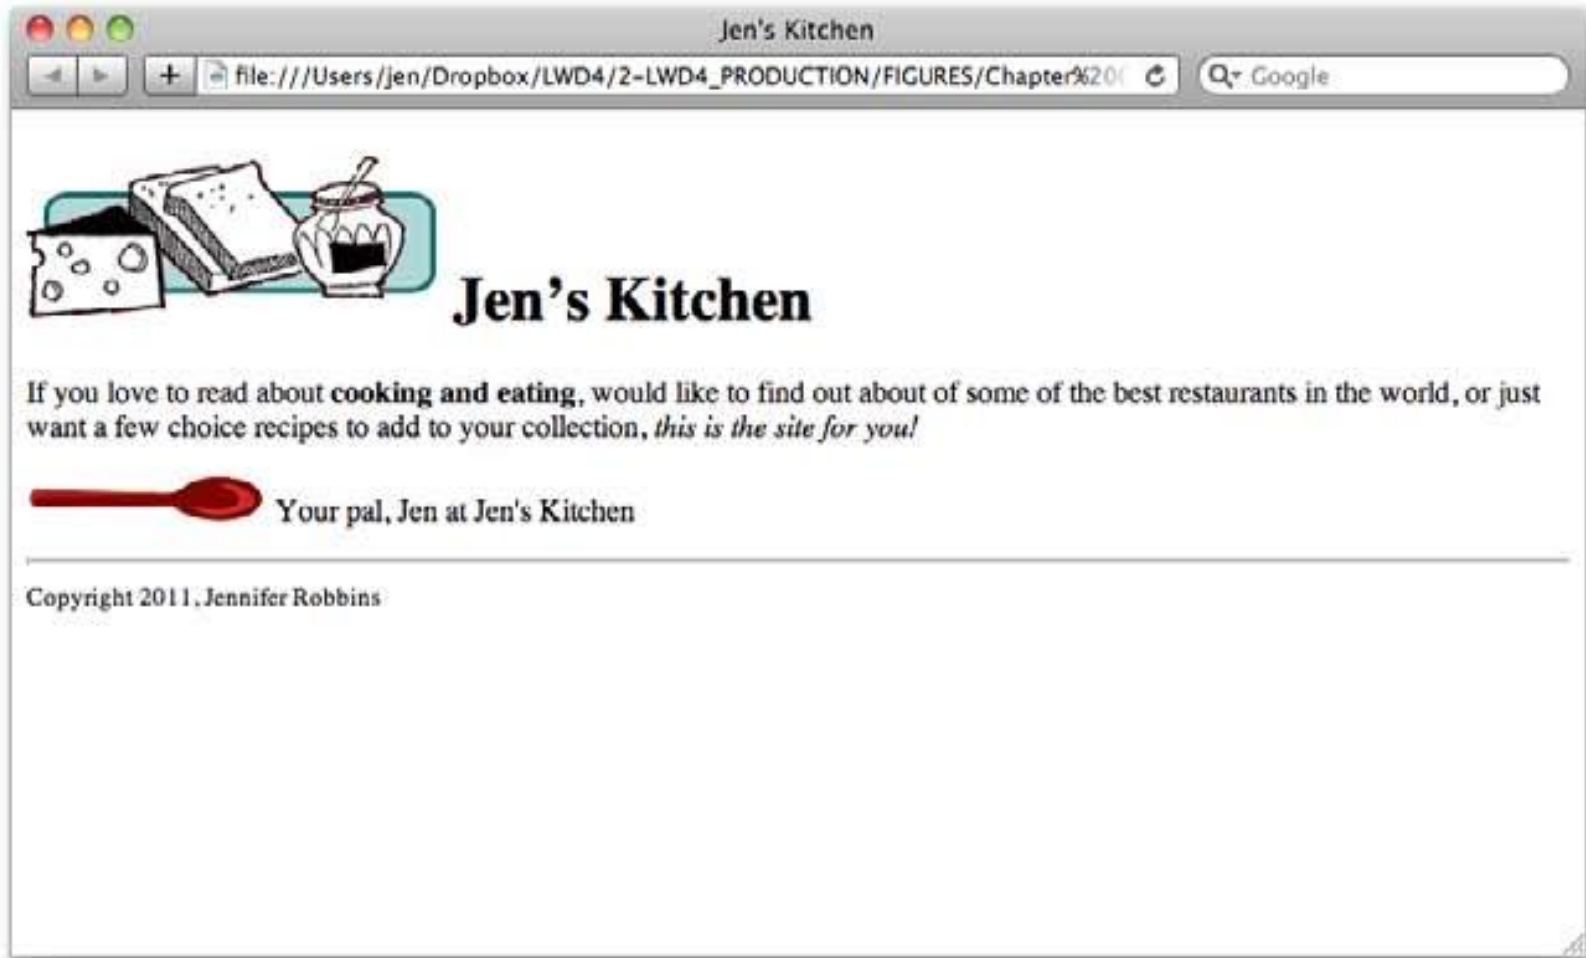 Jen's Kitchen
file:///Users/jen/Dropbox/LWD4/2-LWD4_PRODUCTION/FIGURES/Chapter%20
Google
Jen’s Kitchen
If you love to read about cooking and eating, would like to find out about of some of the best restaurants in the world, or just
want a few choice recipes to add to your collection, this is the site for you!
Your pal, Jen at Jen's Kitchen
Copyright 2011, Jennifer Robbins